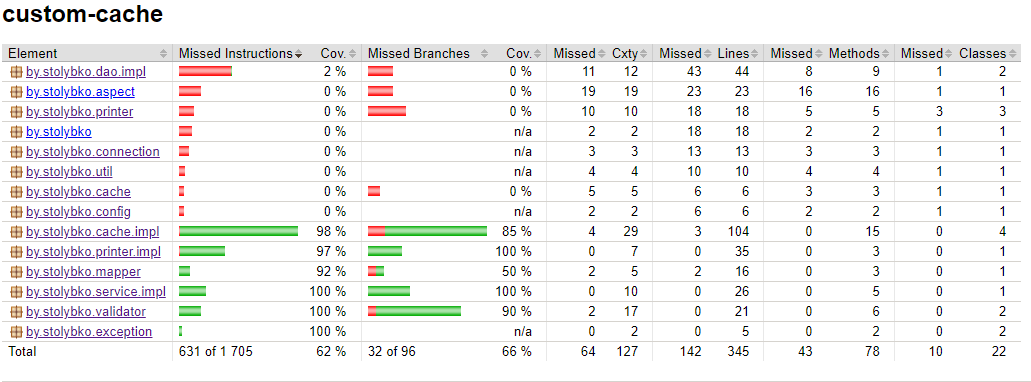 custom-cache
Element Missed Instructions Cov. Missed Branches Cov. Missed Cxty Missed Lines Missed Methods Missed Classes
by.stolybko.dao.impl 2 % 0 % 11 12 43 44 8 9 1 2
by.stolybko.aspect 0 % 0 % 19 19 23 23 16 16 1 1
by.stolybko.printer 0 % 0 % 10 10 18 18 5 5 3 3
by.stolybko 0 % n/a 2 2 18 18 2 2 1 1
by.stolybko.connection 0 % n/a 3 3 13 13 3 3 1 1
by.stolybko.util 0 % n/a 4 4 10 10 4 4 1 1
by.stolybko.cache 0 % 0 % 5 5 6 6 3 3 1 1
by.stolybko.config 0 % n/a 2 2 6 6 2 2 1 1
by.stolybko.cache.impl 98 % 85 % 4 29 3 104 0 15 0 4
by.stolybko.printer.impl 97 % 100 % 0 7 0 35 0 3 0 1
by.stolybko.mapper 92 % 50 % 2 5 2 16 0 3 0 1
by.stolybko.service.impl 100 % 100 % 0 10 0 26 0 5 0 1
by.stolybko.validator 100 % 90 % 2 17 0 21 0 6 0 2
by.stolybko.exception 100 % n/a 0 2 0 5 0 2 0 2
Total 631 of 1 705 62 % 32 of 96 66 % 64 127 142 345 43 78 10 22